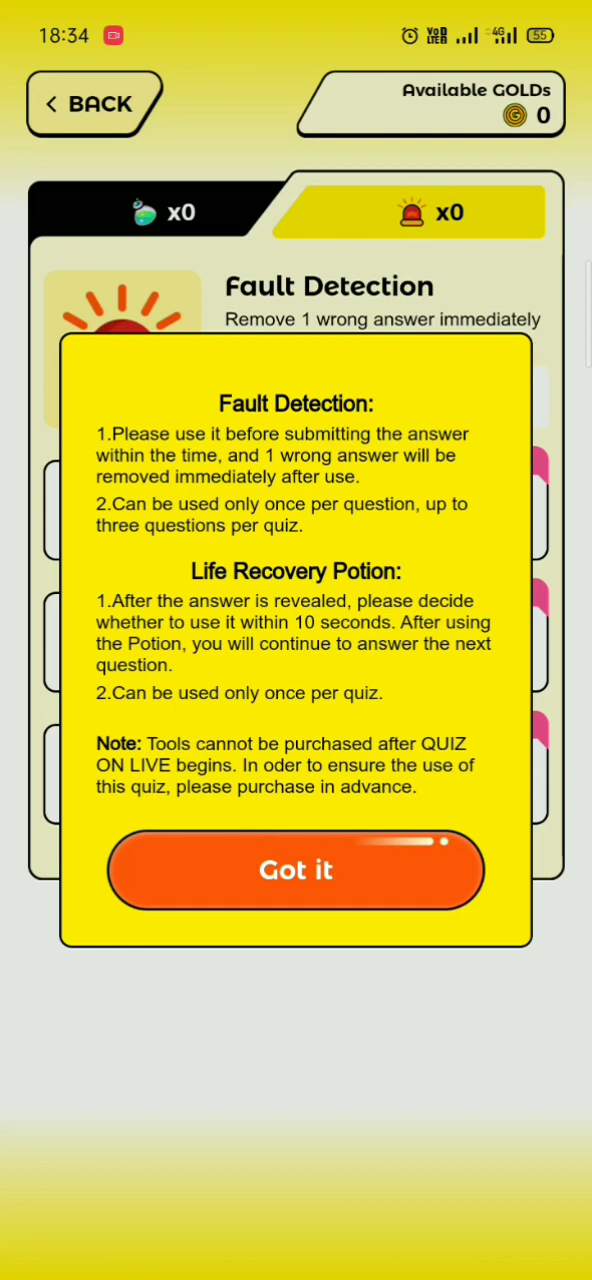 18:34
VoD
LTE
4G
55
< BACK
Available GOLDs
G 0
x0
x0
Fault Detection
Remove 1 wrong answer immediately
Fault Detection:
1.Please use it before submitting the answer
within the time, and 1 wrong answer will be
removed immediately after use.
2.Can be used only once per question, up to
three questions per quiz.
Life Recovery Potion:
1.After the answer is revealed, please decide
whether to use it within 10 seconds. After using
the Potion, you will continue to answer the next
question.
2.Can be used only once per quiz.
Note: Tools cannot be purchased after QUIZ
ON LIVE begins. In oder to ensure the use of
this quiz, please purchase in advance.
Got it